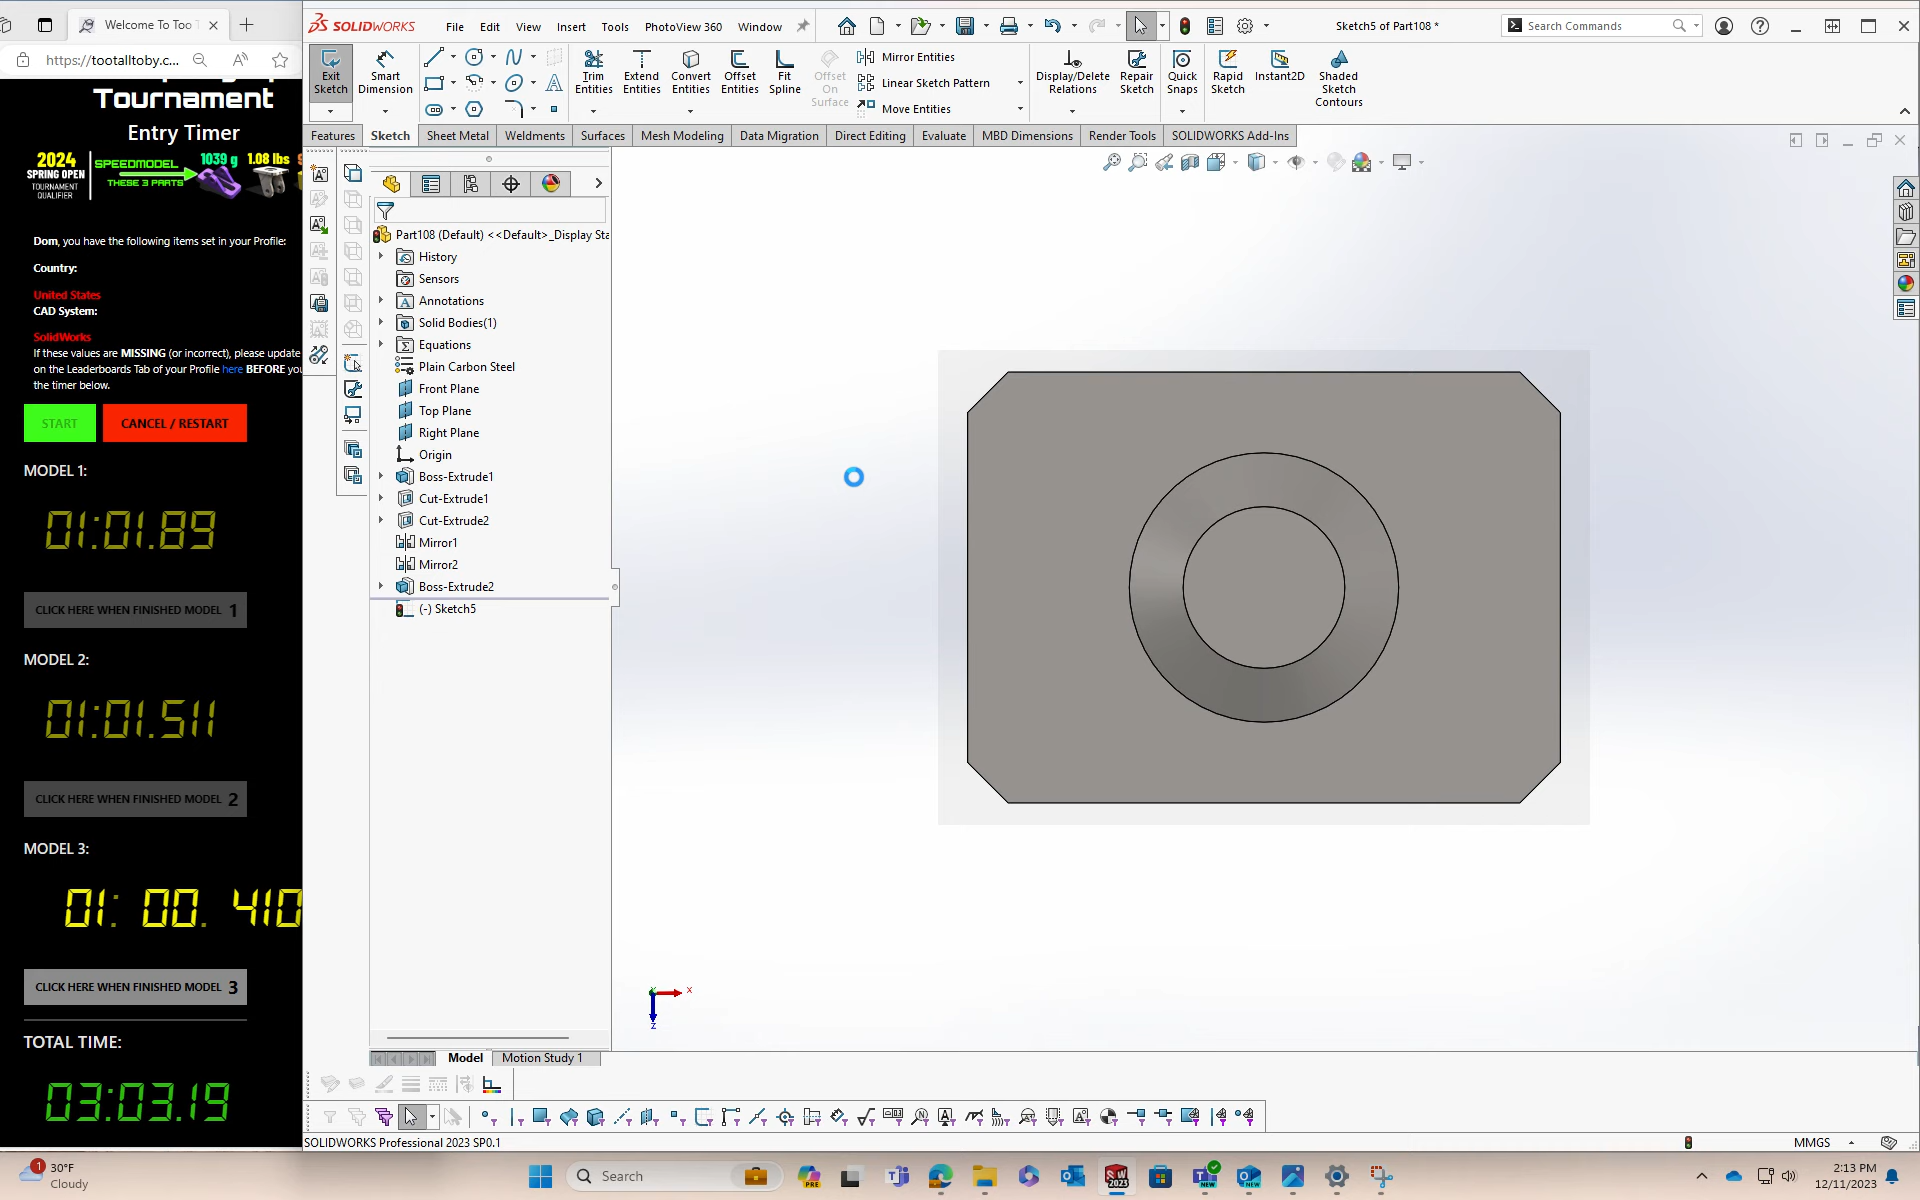 Welcome To Too
https://tootalltoby.c...
Tournament
Entry Timer
2024
SPRING OPEN
TOURNAMENT
QUALIFIER
SPEEDMODEL
THESE 3 PARTS
1039 g
1.08 lbs
Dom, you have the following items set in your Profile:
Country:
United States
CAD System:
SolidWorks
If these values are MISSING (or incorrect), please update
on the Leaderboards Tab of your Profile here BEFORE you
the timer below.
START
CANCEL / RESTART
MODEL 1:
01:01.89
CLICK HERE WHEN FINISHED MODEL 1
MODEL 2:
01:01.511
CLICK HERE WHEN FINISHED MODEL 2
MODEL 3:
01: 00. 410
CLICK HERE WHEN FINISHED MODEL 3
TOTAL TIME:
03:03.19
SOLIDWORKS
File Edit View Insert Tools PhotoView 360 Window
Sketch5 of Part108 *
Search Commands
Exit Sketch
Smart Dimension
Trim Entities
Extend Entities
Convert Entities
Offset Entities
Fit Spline
Offset On Surface
Mirror Entities
Linear Sketch Pattern
Move Entities
Display/Delete Relations
Repair Sketch
Quick Snaps
Rapid Sketch
Instant2D
Shaded Sketch Contours
Features Sketch Sheet Metal Weldments Surfaces Mesh Modeling Data Migration Direct Editing Evaluate MBD Dimensions Render Tools SOLIDWORKS Add-Ins
Part108 (Default) <<Default>_Display Sta
History
Sensors
Annotations
Solid Bodies(1)
Equations
Plain Carbon Steel
Front Plane
Top Plane
Right Plane
Origin
Boss-Extrude1
Cut-Extrude1
Cut-Extrude2
Mirror1
Mirror2
Boss-Extrude2
(-) Sketch5
X
Z
Model Motion Study 1
SOLIDWORKS Professional 2023 SP0.1
MMGS
1
30°F
Cloudy
Search
2:13 PM
12/11/2023